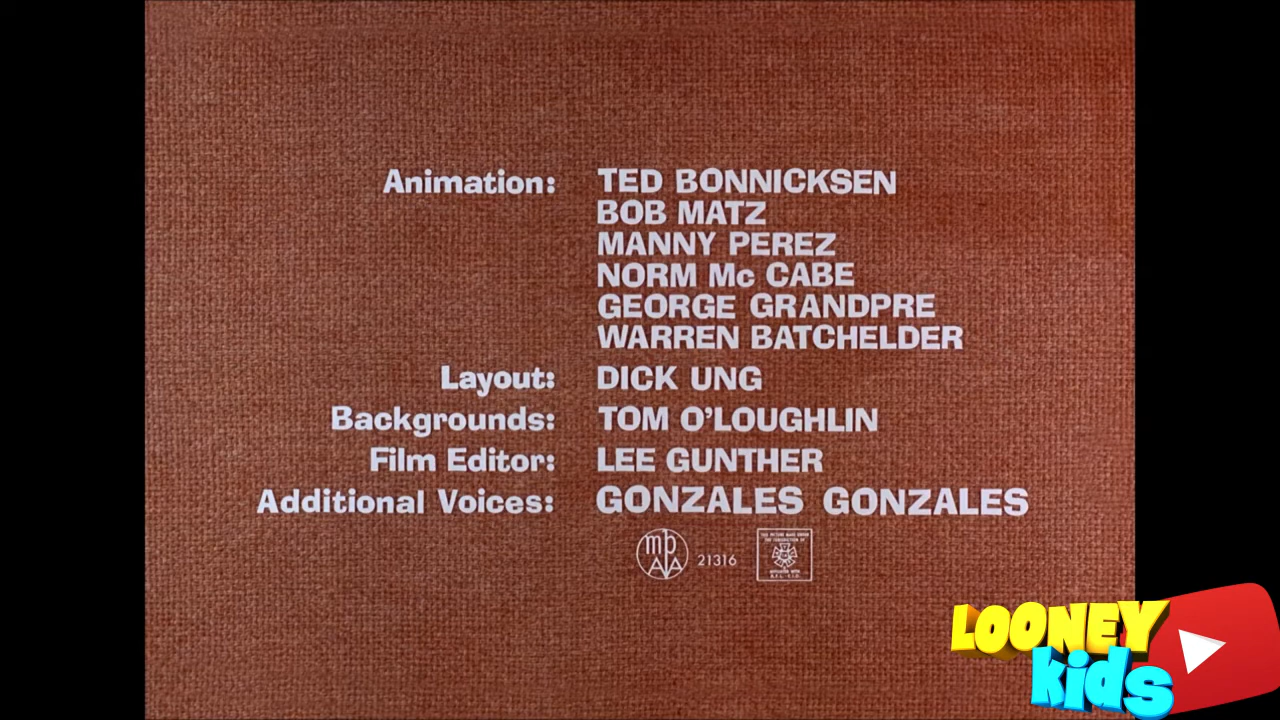 Animation: TED BONNICKSEN
BOB MATZ
MANNY PEREZ
NORM Mc CABE
GEORGE GRANDPRE
WARREN BATCHELDER
Layout: DICK UNG
Backgrounds: TOM O'LOUGHLIN
Film Editor: LEE GUNTHER
Additional Voices: GONZALES GONZALES
mpAA 21316
LOONEY
kids